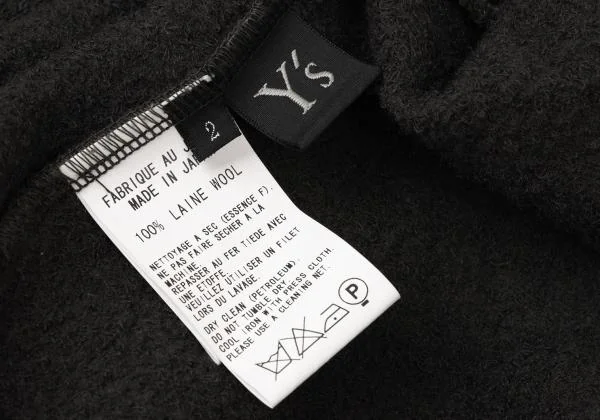 Y's
2
FABRIQUE AU
MADE IN
100% LAINE WOOL
NETTOYAGE A SEC (ESSENCE F).
NE PAS FAIRE SECHER A LA
MACHINE.
REPASSER AU FER TIEDE AVEC
UNE ETOFFE.
VEUILLEZ UTILISER UN FILET
LORS DU LAVAGE.
DRY CLEAN (PETROLEUM).
DO NOT TUMBLE DRY.
COOL IRON WITH PRESS CLOTH.
PLEASE USE A CLEANING NET.
P